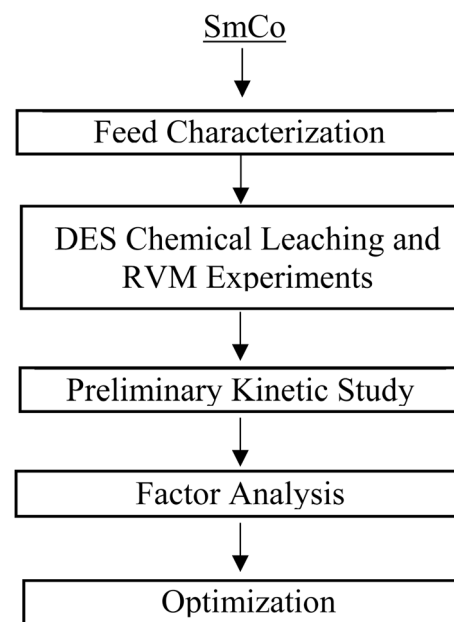 SmCo
Feed Characterization
DES Chemical Leaching and
RVM Experiments
Preliminary Kinetic Study
Factor Analysis
Optimization